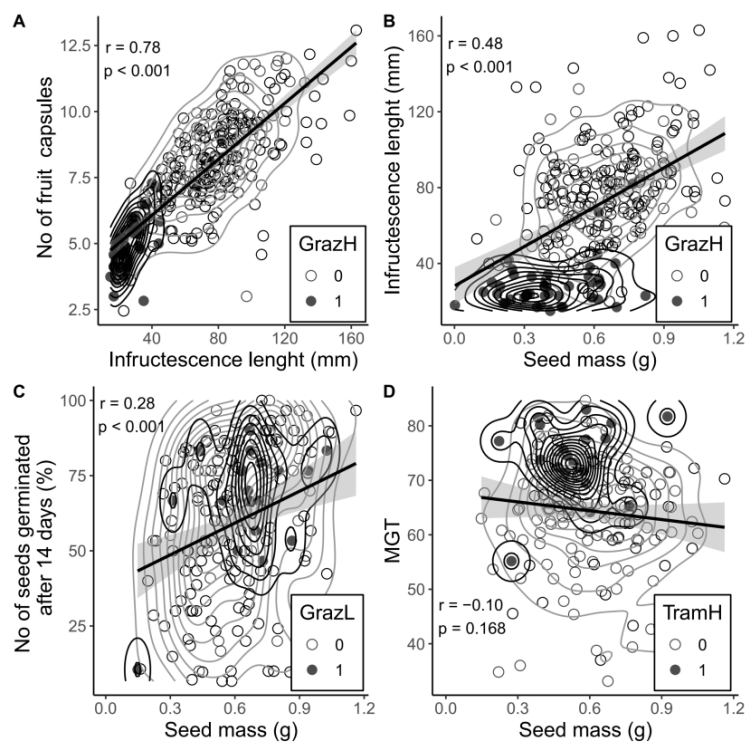 A
r = 0.78
p < 0.001
No of fruit capsules
12.5
10.0
7.5
5.0
2.5
GrazH
0
1
40
80
120
160
Infructescence lenght (mm)
B
r = 0.48
p < 0.001
Infructescence lenght (mm)
160
120
80
40
GrazH
0
1
0.0
0.3
0.6
0.9
1.2
Seed mass (g)
C
r = 0.28
p < 0.001
No of seeds germinated
after 14 days (%)
100
75
50
25
GrazL
0
1
0.0
0.3
0.6
0.9
1.2
Seed mass (g)
D
MGT
80
70
60
50
40
r = −0.10
p = 0.168
TramH
0
1
0.0
0.3
0.6
0.9
1.2
Seed mass (g)